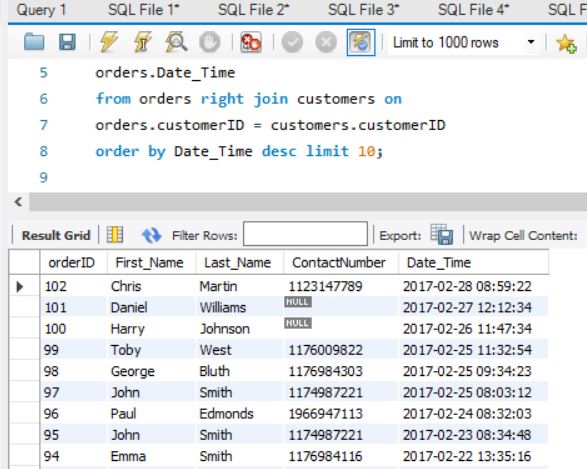 Query 1 SQL File 1* SQL File 2* SQL File 3* SQL File 4* SQL F
Limit to 1000 rows
5 orders.Date_Time
6 from orders right join customers on
7 orders.customerID = customers.customerID
8 order by Date_Time desc limit 10;
9
Result Grid Filter Rows: Export: Wrap Cell Content:
orderID First_Name Last_Name ContactNumber Date_Time
102 Chris Martin 1123147789 2017-02-28 08:59:22
101 Daniel Williams NULL 2017-02-27 12:12:34
100 Harry Johnson NULL 2017-02-26 11:47:34
99 Toby West 1176009822 2017-02-25 11:32:54
98 George Bluth 1176984303 2017-02-25 09:34:23
97 John Smith 1174987221 2017-02-25 08:03:12
96 Paul Edmonds 1966947113 2017-02-24 08:32:03
95 John Smith 1174987221 2017-02-23 08:34:48
94 Emma Smith 1176984116 2017-02-22 13:35:16